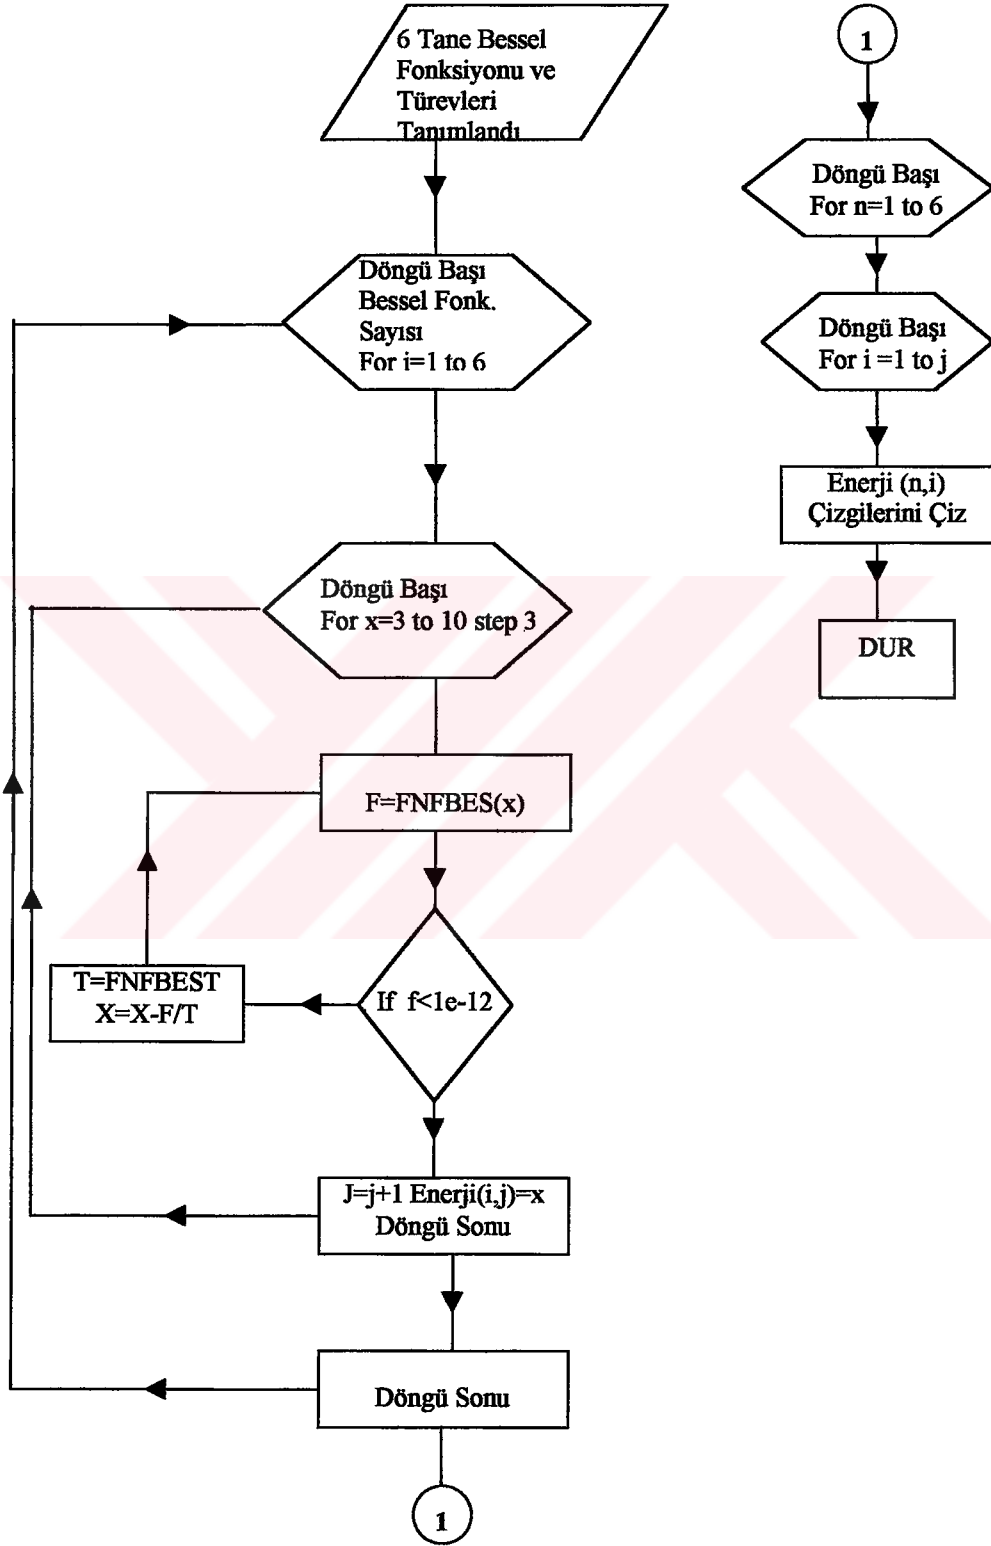 6 Tane Bessel
Fonksiyonu ve
Türevleri
Tanımlandı
Döngü Başı
Bessel Fonk.
Sayısı
For i=1 to 6
Döngü Başı
For x=3 to 10 step 3
F=FNFBES(x)
If f<1e-12
T=FNFBEST
X=X-F/T
J=j+1 Enerji(i,j)=x
Döngü Sonu
Döngü Sonu
1
1
Döngü Başı
For n=1 to 6
Döngü Başı
For i =1 to j
Enerji (n,i)
Çizgilerini Çiz
DUR